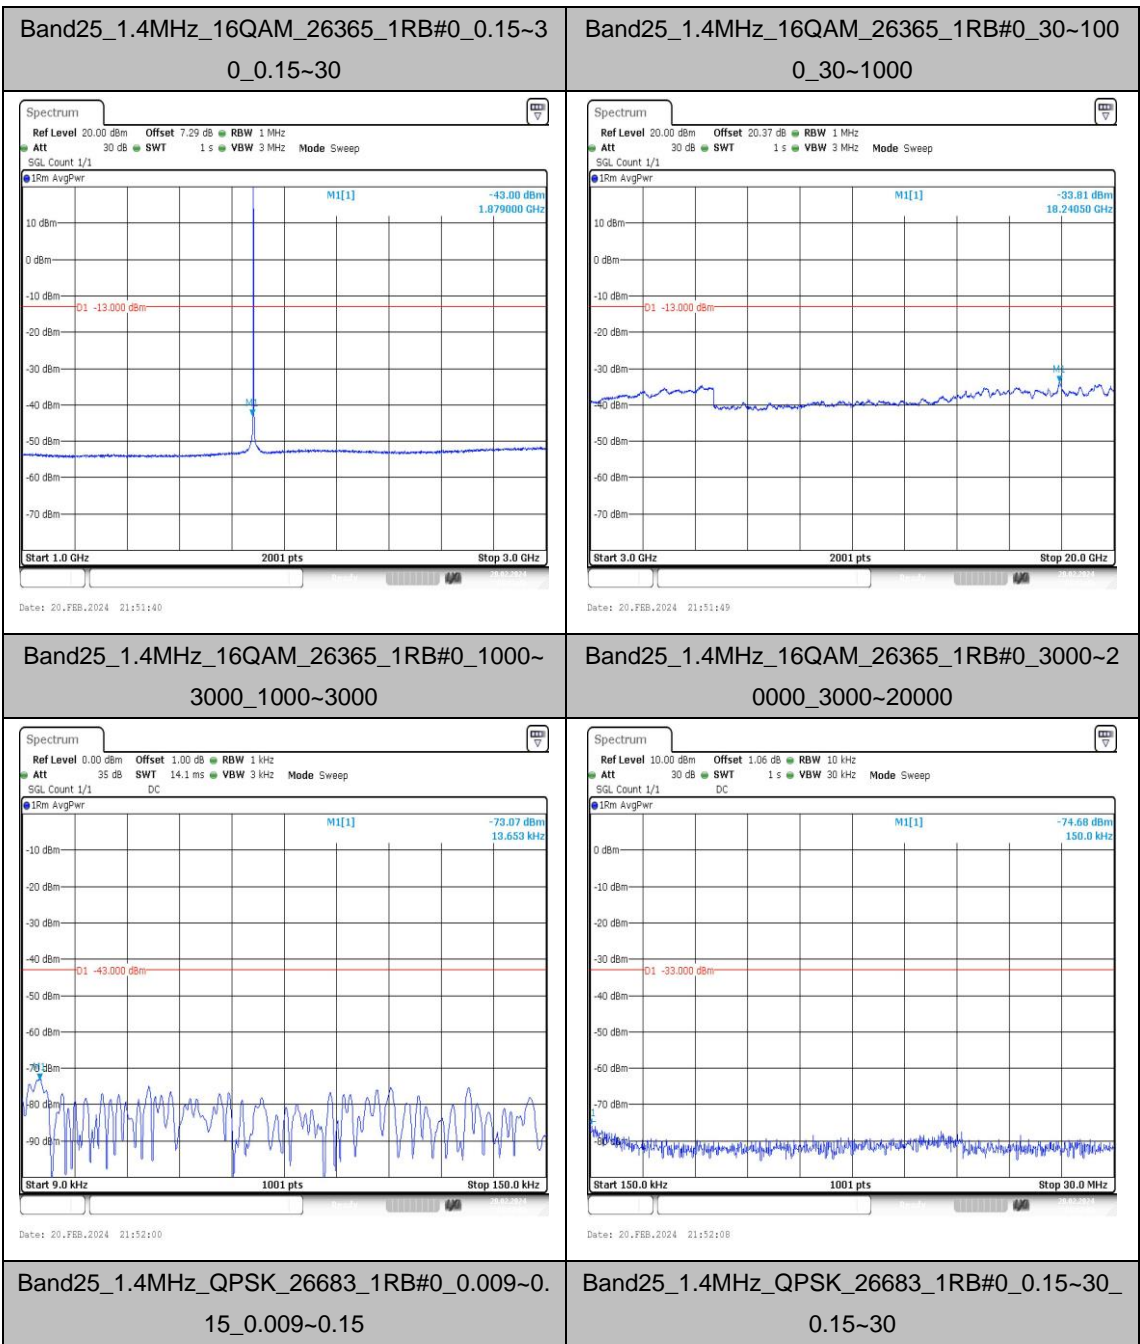 Band25_1.4MHz_16QAM_26365_1RB#0_0.15~3
0_0.15~30
Band25_1.4MHz_16QAM_26365_1RB#0_30~100
0_30~1000
Spectrum
Ref Level 20.00 dBm Offset 7.29 dB RBW 1 MHz
Att 30 dB SWT 1 s VBW 3 MHz Mode Sweep
SGL Count 1/1
1Rm AvgPwr
M1[1] -43.00 dBm
1.879000 GHz
10 dBm
0 dBm
-10 dBm
D1 -13.000 dBm
-20 dBm
-30 dBm
-40 dBm
M1
-50 dBm
-60 dBm
-70 dBm
Start 1.0 GHz 2001 pts Stop 3.0 GHz
Date: 20.FEB.2024 21:51:40
Spectrum
Ref Level 20.00 dBm Offset 20.37 dB RBW 1 MHz
Att 30 dB SWT 1 s VBW 3 MHz Mode Sweep
SGL Count 1/1
1Rm AvgPwr
M1[1] -33.81 dBm
18.24050 GHz
10 dBm
0 dBm
-10 dBm
D1 -13.000 dBm
-20 dBm
-30 dBm
M1
-40 dBm
-50 dBm
-60 dBm
-70 dBm
Start 3.0 GHz 2001 pts Stop 20.0 GHz
Date: 20.FEB.2024 21:51:49
Band25_1.4MHz_16QAM_26365_1RB#0_1000~
3000_1000~3000
Band25_1.4MHz_16QAM_26365_1RB#0_3000~2
0000_3000~20000
Spectrum
Ref Level 0.00 dBm Offset 1.00 dB RBW 1 kHz
Att 35 dB SWT 14.1 ms VBW 3 kHz Mode Sweep
SGL Count 1/1 DC
1Rm AvgPwr
M1[1] -73.07 dBm
13.653 kHz
-10 dBm
-20 dBm
-30 dBm
-40 dBm
D1 -43.000 dBm
-50 dBm
-60 dBm
-70 dBm
-80 dBm
-90 dBm
Start 9.0 kHz 1001 pts Stop 150.0 kHz
Date: 20.FEB.2024 21:52:00
Spectrum
Ref Level 10.00 dBm Offset 1.06 dB RBW 10 kHz
Att 30 dB SWT 1 s VBW 30 kHz Mode Sweep
SGL Count 1/1 DC
1Rm AvgPwr
M1[1] -74.68 dBm
150.0 kHz
0 dBm
-10 dBm
-20 dBm
-30 dBm
D1 -33.000 dBm
-40 dBm
-50 dBm
-60 dBm
-70 dBm
-80 dBm
Start 150.0 kHz 1001 pts Stop 30.0 MHz
Date: 20.FEB.2024 21:52:08
Band25_1.4MHz_QPSK_26683_1RB#0_0.009~0.
15_0.009~0.15
Band25_1.4MHz_QPSK_26683_1RB#0_0.15~30_
0.15~30